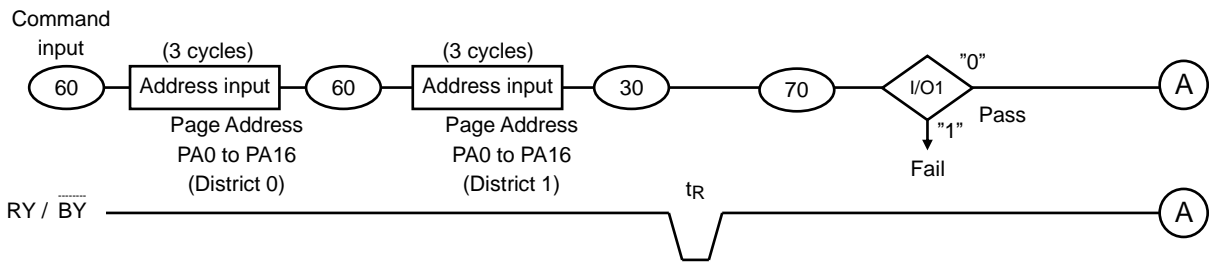 Command
input
(3 cycles)
(3 cycles)
60
Address input
60
Address input
30
70
I/O1
"0"
Pass
"1"
Fail
A
Page Address
PA0 to PA16
(District 0)
Page Address
PA0 to PA16
(District 1)
tR
RY / BY
A